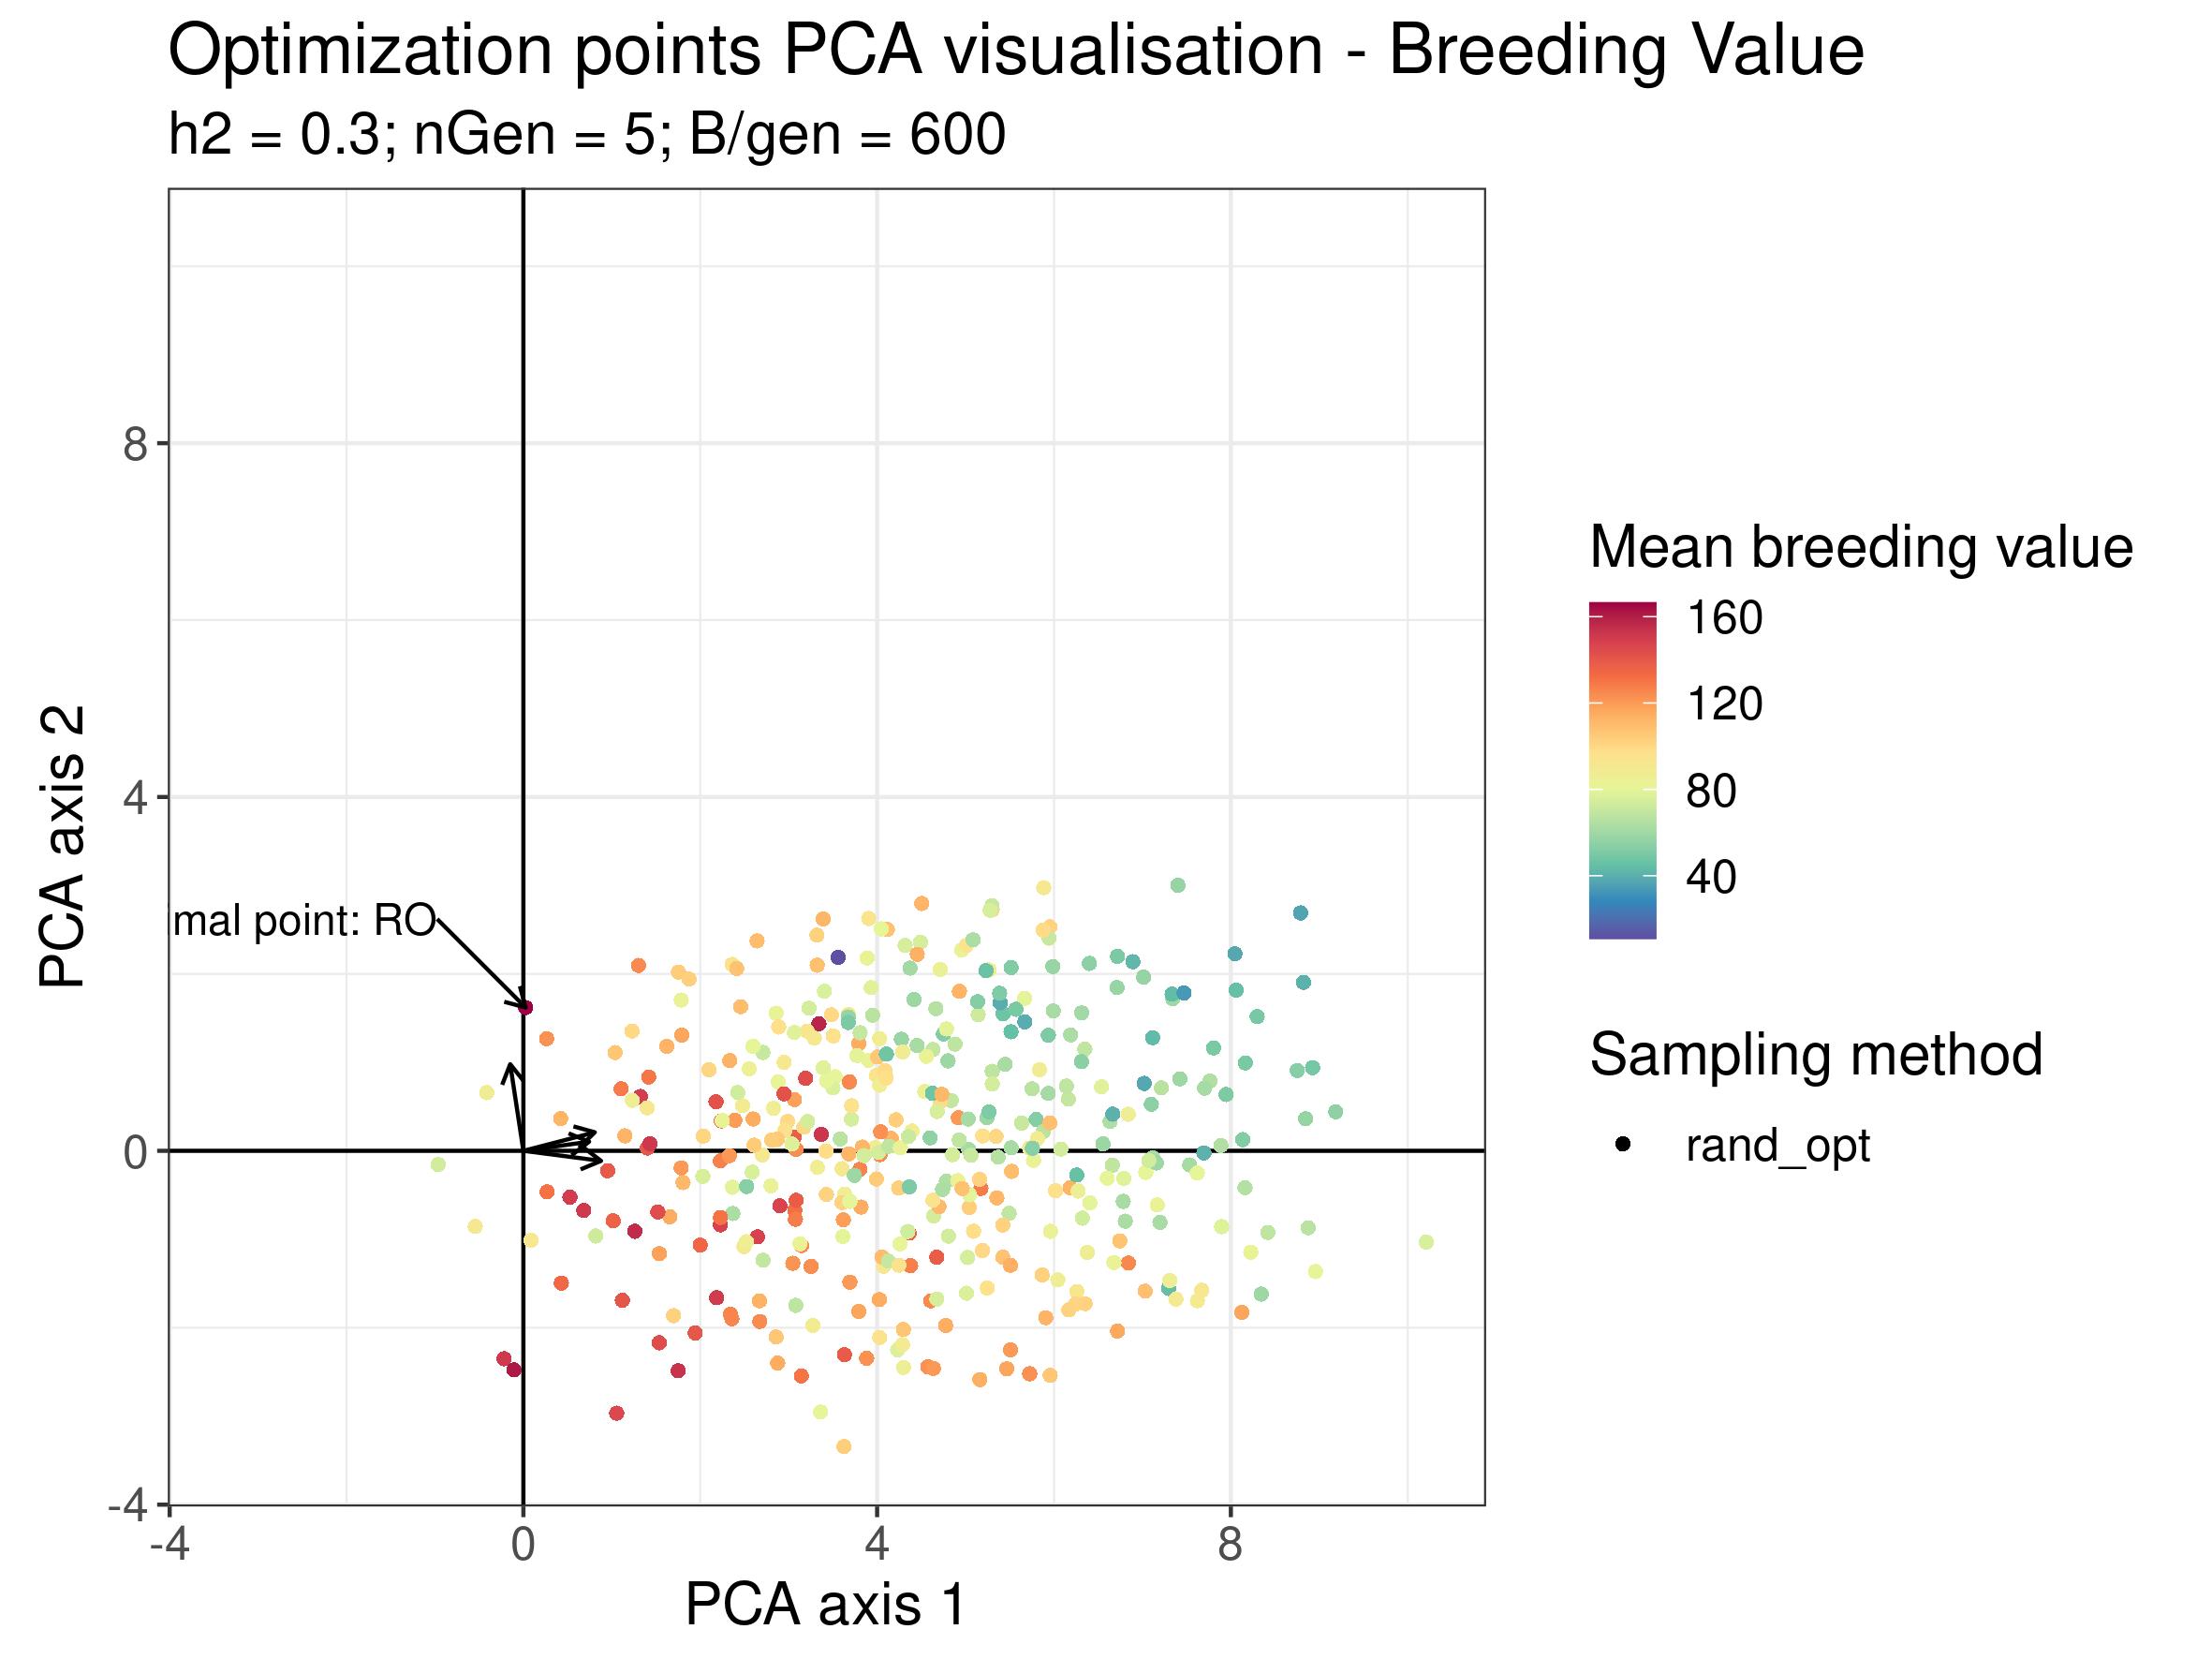 Optimization points PCA visualisation - Breeding Value
h2 = 0.3; nGen = 5; B/gen = 600
PCA axis 2
8
4
0
-4
mal point: RO
-4
0
4
8
PCA axis 1
Mean breeding value
160
120
80
40
Sampling method
rand_opt